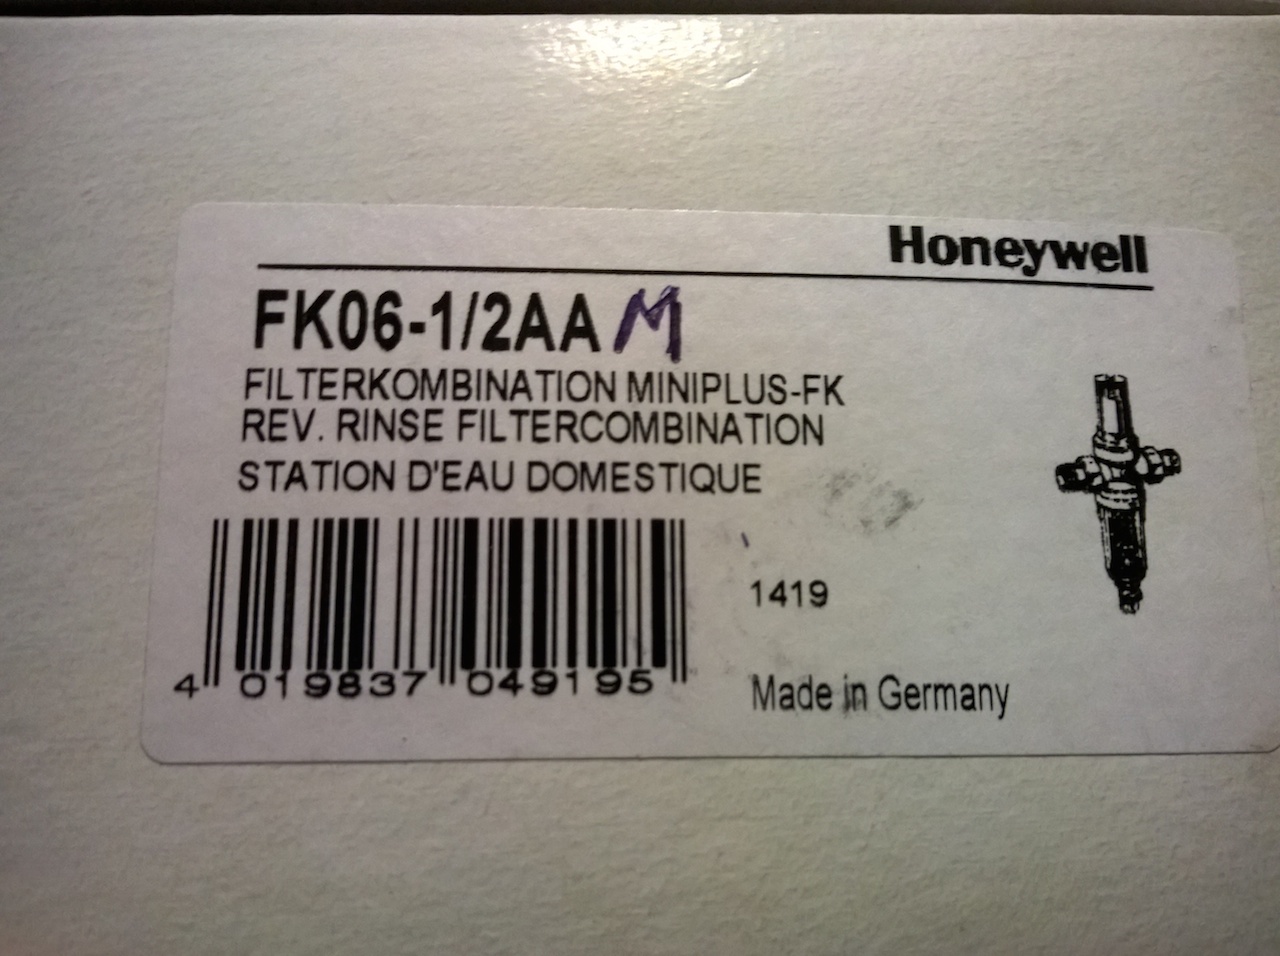 Honeywell
FK06-1/2AA M
FILTERKOMBINATION MINIPLUS-FK
REV. RINSE FILTERCOMBINATION
STATION D'EAU DOMESTIQUE
1419
4 019837 049195
Made in Germany